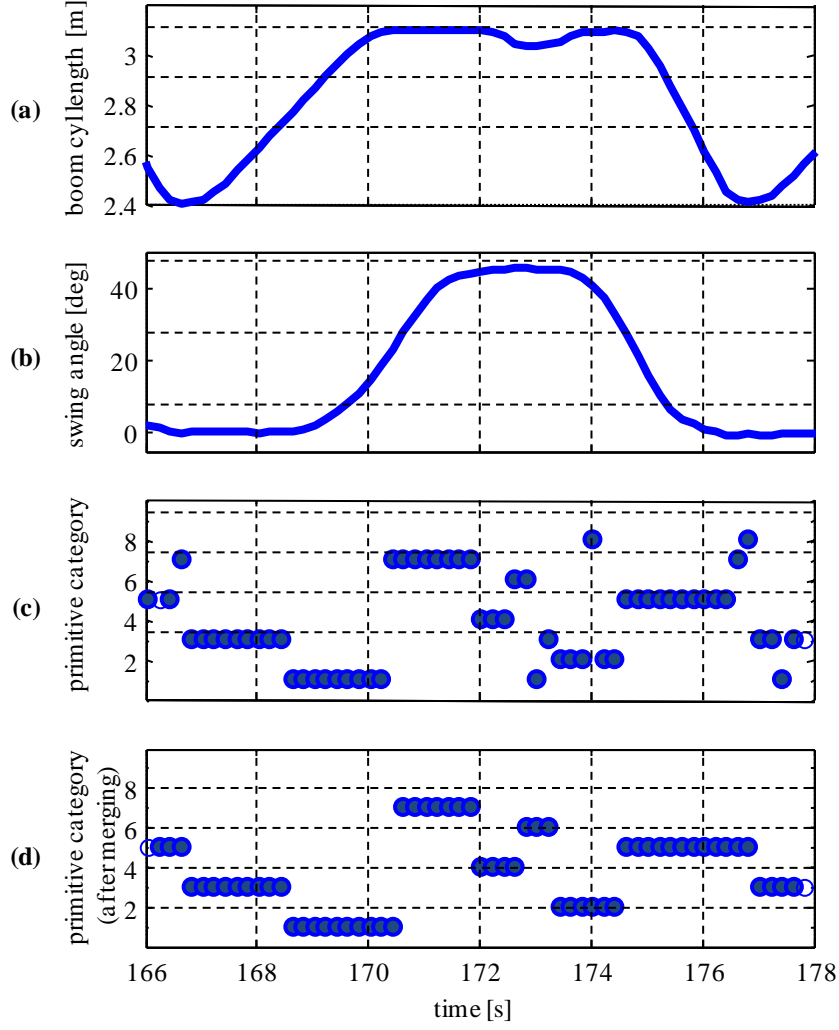 (a)
boom cyl length [m]
3
2.8
2.6
2.4
(b)
swing angle [deg]
40
20
0
(c)
primitive category
8
6
4
2
(d)
primitive category
(after merging)
8
6
4
2
166 168 170 172 174 176 178
time [s]